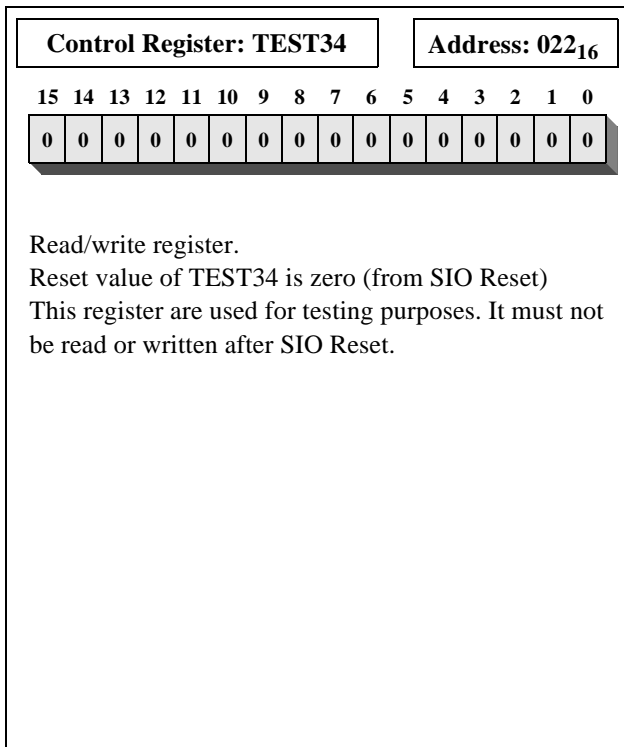 Control Register: TEST34 Address: 022₁₆
15 14 13 12 11 10 9 8 7 6 5 4 3 2 1 0
0 0 0 0 0 0 0 0 0 0 0 0 0 0 0 0
Read/write register.
Reset value of TEST34 is zero (from SIO Reset)
This register are used for testing purposes. It must not
be read or written after SIO Reset.